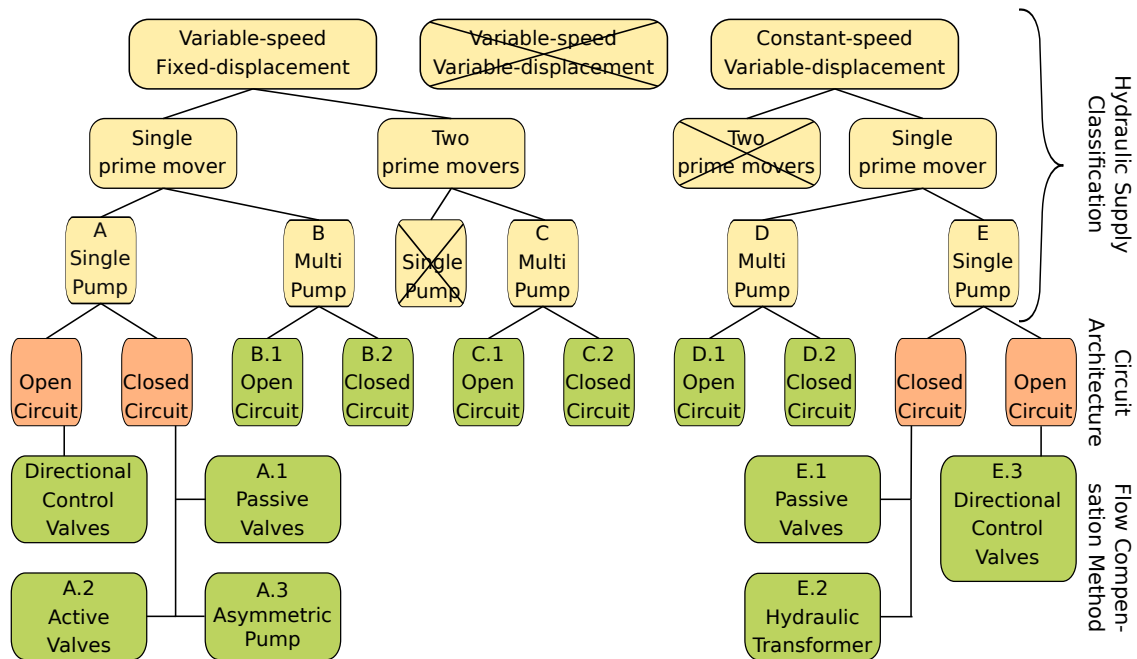 Variable-speed
Fixed-displacement
Variable-speed
Variable-displacement
Constant-speed
Variable-displacement
Single
prime mover
Two
prime movers
Two
prime movers
Single
prime mover
A
Single
Pump
B
Multi
Pump
Single
Pump
C
Multi
Pump
D
Multi
Pump
E
Single
Pump
Hydraulic Supply
Classification
Open
Circuit
Closed
Circuit
B.1
Open
Circuit
B.2
Closed
Circuit
C.1
Open
Circuit
C.2
Closed
Circuit
D.1
Open
Circuit
D.2
Closed
Circuit
Closed
Circuit
Open
Circuit
Circuit
Architecture
Directional
Control
Valves
A.1
Passive
Valves
E.1
Passive
Valves
E.3
Directional
Control
Valves
A.2
Active
Valves
A.3
Asymmetric
Pump
E.2
Hydraulic
Transformer
Flow Compen-
sation Method